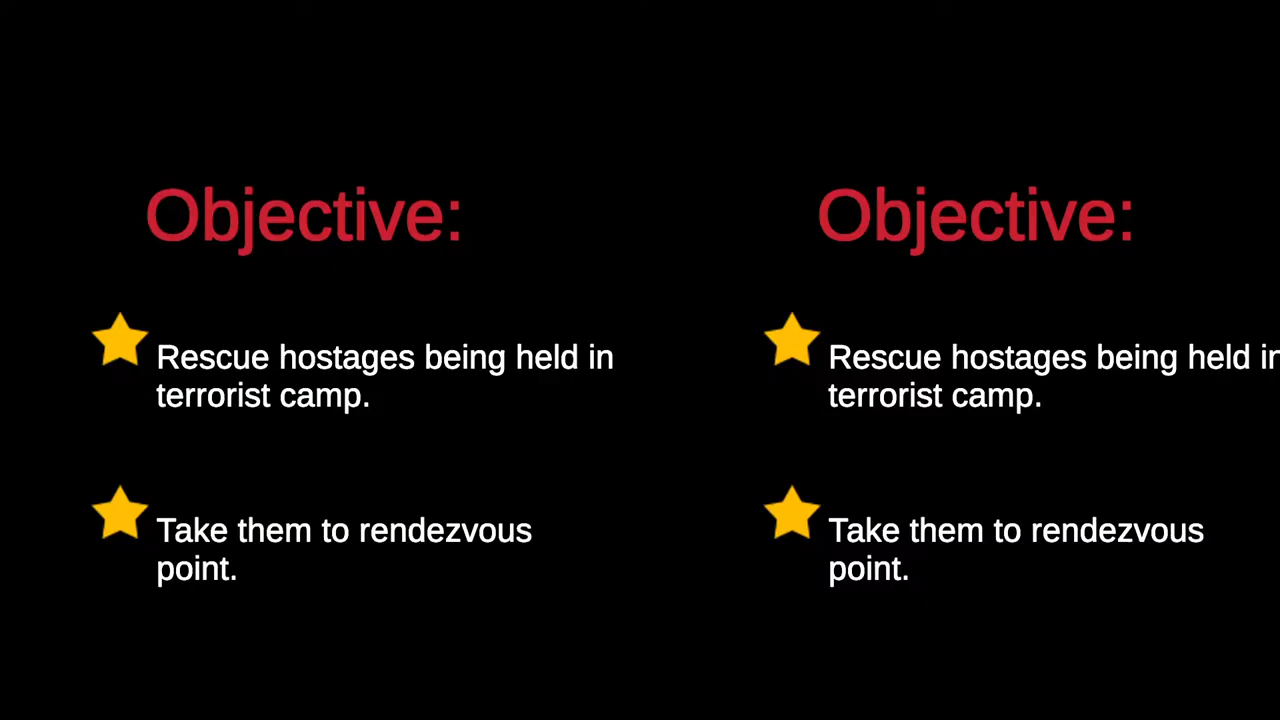 Objective:
Rescue hostages being held in
terrorist camp.
Take them to rendezvous
point.
Objective:
Rescue hostages being held in
terrorist camp.
Take them to rendezvous
point.